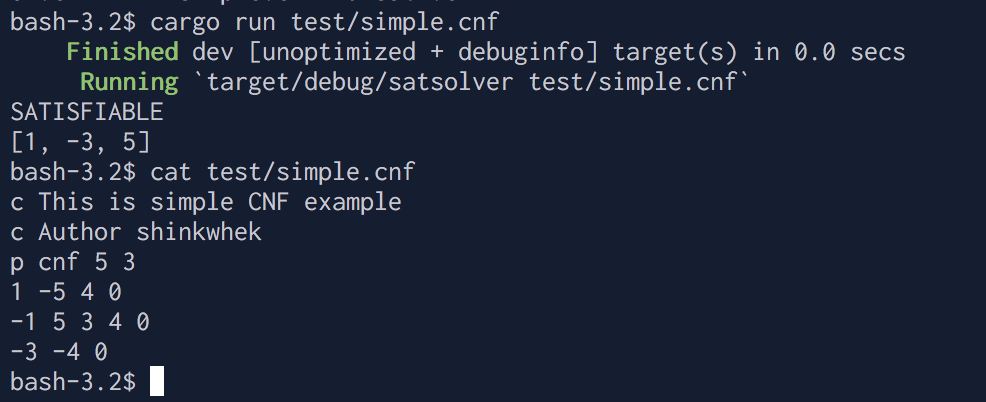 bash-3.2$ cargo run test/simple.cnf
    Finished dev [unoptimized + debuginfo] target(s) in 0.0 secs
     Running `target/debug/satsolver test/simple.cnf`
SATISFIABLE
[1, -3, 5]
bash-3.2$ cat test/simple.cnf
c This is simple CNF example
c Author shinkwhek
p cnf 5 3
1 -5 4 0
-1 5 3 4 0
-3 -4 0
bash-3.2$